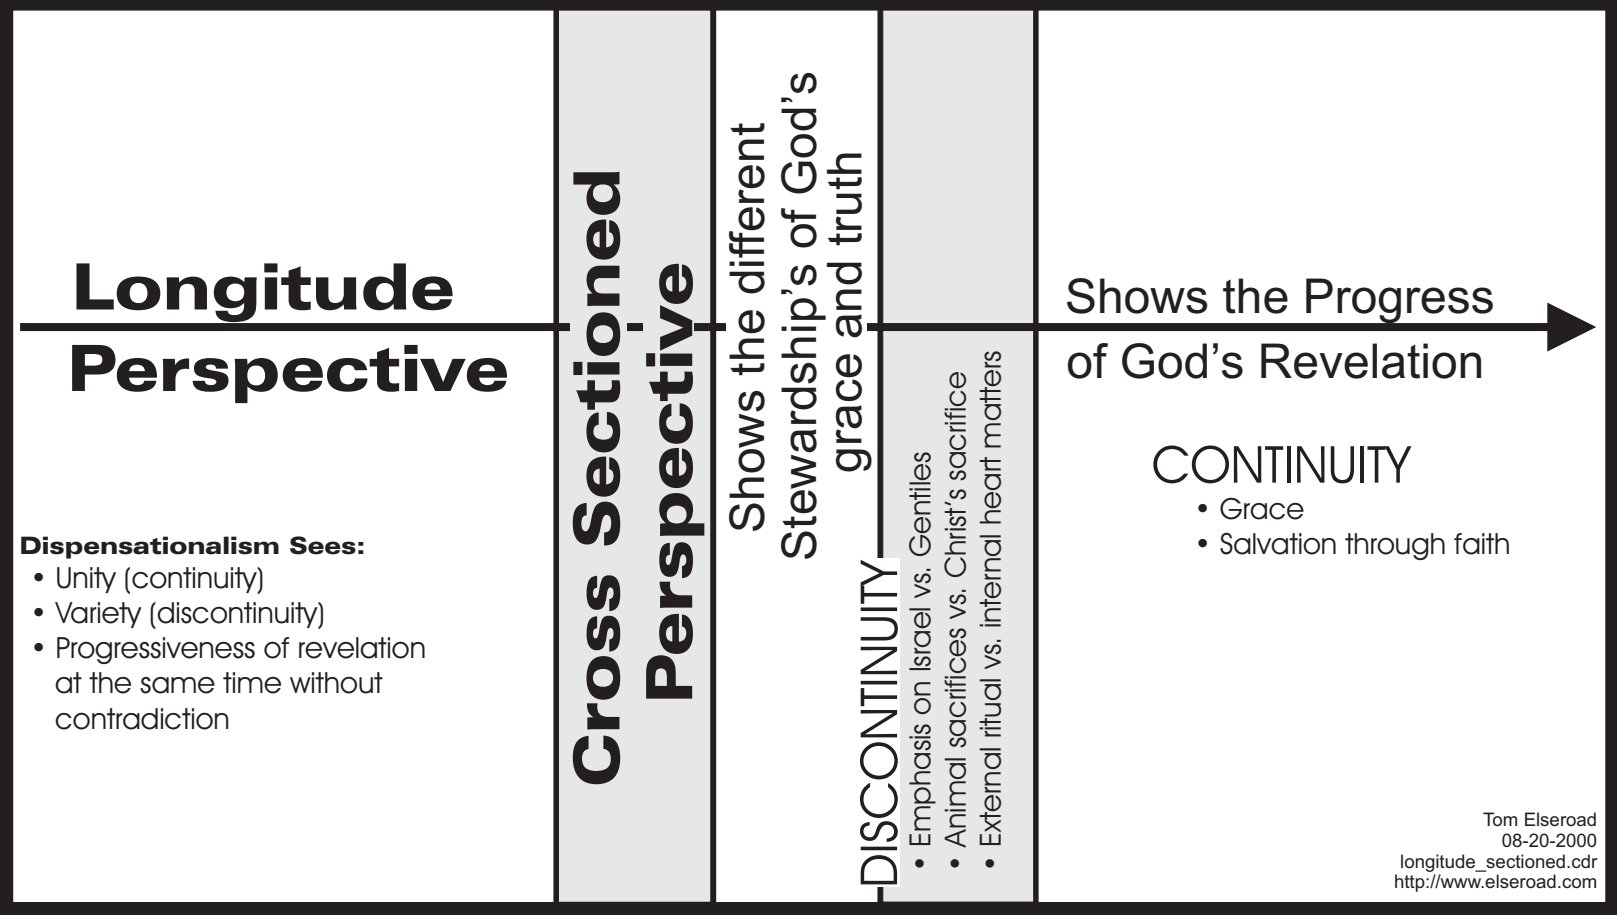 Longitude
Perspective
Dispensationalism Sees:
• Unity (continuity)
• Variety (discontinuity)
• Progressiveness of revelation
at the same time without
contradiction
Cross Sectioned
Perspective
Shows the different
Stewardship's of God's
grace and truth
DISCONTINUITY
• Emphasis on Israel vs. Gentiles
• Animal sacrifices vs. Christ's sacrifice
• External ritual vs. internal heart matters
Shows the Progress
of God's Revelation
CONTINUITY
• Grace
• Salvation through faith
Tom Elseroad
08-20-2000
longitude_sectioned.cdr
http://www.elseroad.com